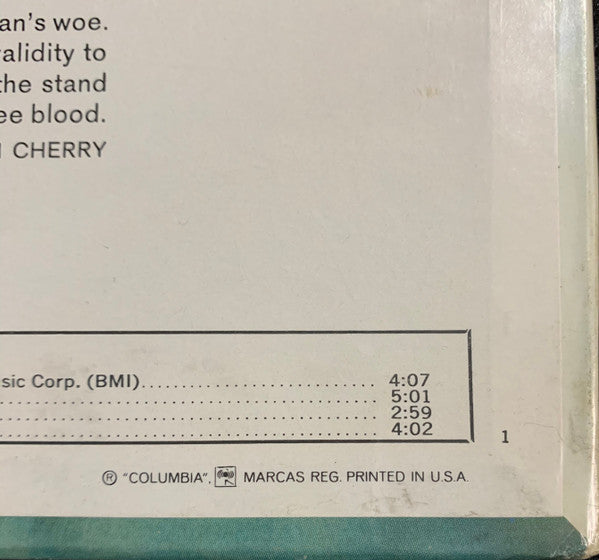 an's woe.
alidity to
the stand
ee blood.
CHERRY
sic Corp. (BMI)........................... 4:07
5:01
2:59
4:02
1
® "COLUMBIA", MARCAS REG. PRINTED IN U.S.A.